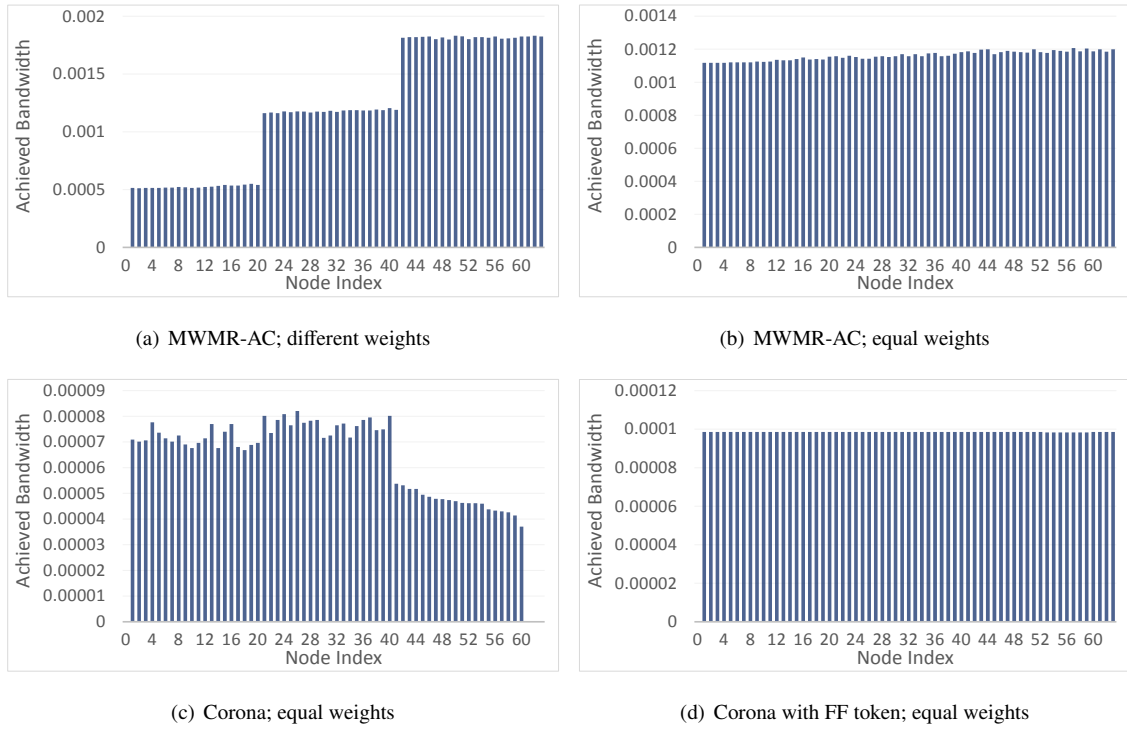 0.002
0.0015
0.001
0.0005
0
Achieved Bandwidth
0 4 8 12 16 20 24 28 32 36 40 44 48 52 56 60
Node Index
(a) MWMR-AC; different weights
0.0014
0.0012
0.001
0.0008
0.0006
0.0004
0.0002
0
Achieved Bandwidth
0 4 8 12 16 20 24 28 32 36 40 44 48 52 56 60
Node Index
(b) MWMR-AC; equal weights
0.00009
0.00008
0.00007
0.00006
0.00005
0.00004
0.00003
0.00002
0.00001
0
Achieved Bandwidth
0 4 8 12 16 20 24 28 32 36 40 44 48 52 56 60
Node Index
(c) Corona; equal weights
0.00012
0.0001
0.00008
0.00006
0.00004
0.00002
0
Achieved Bandwidth
0 4 8 12 16 20 24 28 32 36 40 44 48 52 56 60
Node Index
(d) Corona with FF token; equal weights